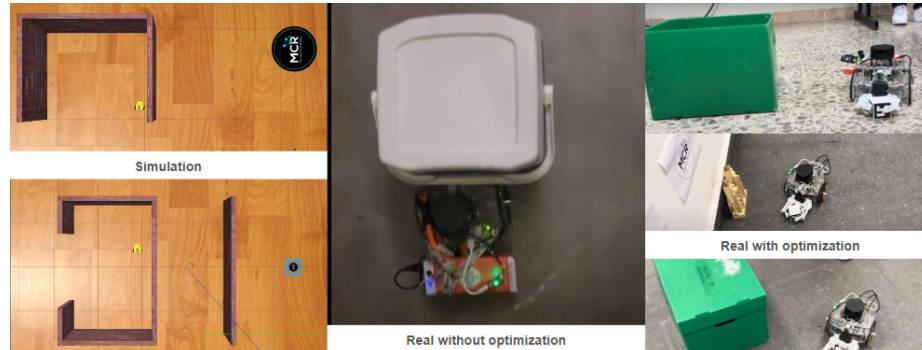 MCR
Simulation
Real without optimization
MCR
Real with optimization